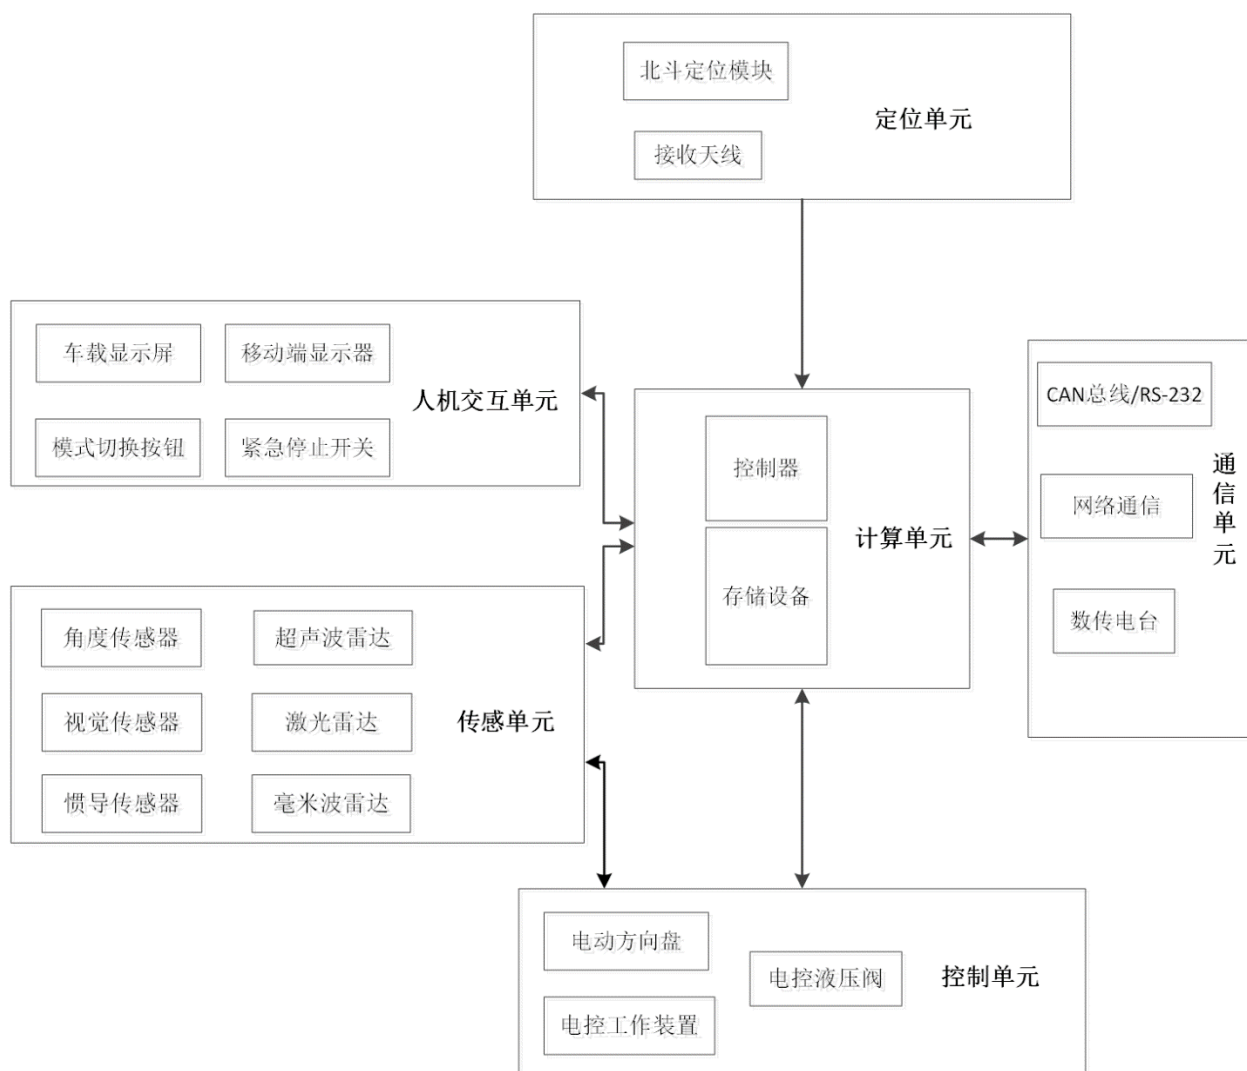 北斗定位模块
定位单元
接收天线
车载显示屏
移动端显示器
人机交互单元
模式切换按钮
紧急停止开关
控制器
计算单元
存储设备
CAN总线/RS-232
通信单元
网络通信
数传电台
角度传感器
超声波雷达
视觉传感器
激光雷达
传感单元
惯导传感器
毫米波雷达
电动方向盘
电控液压阀
控制单元
电控工作装置